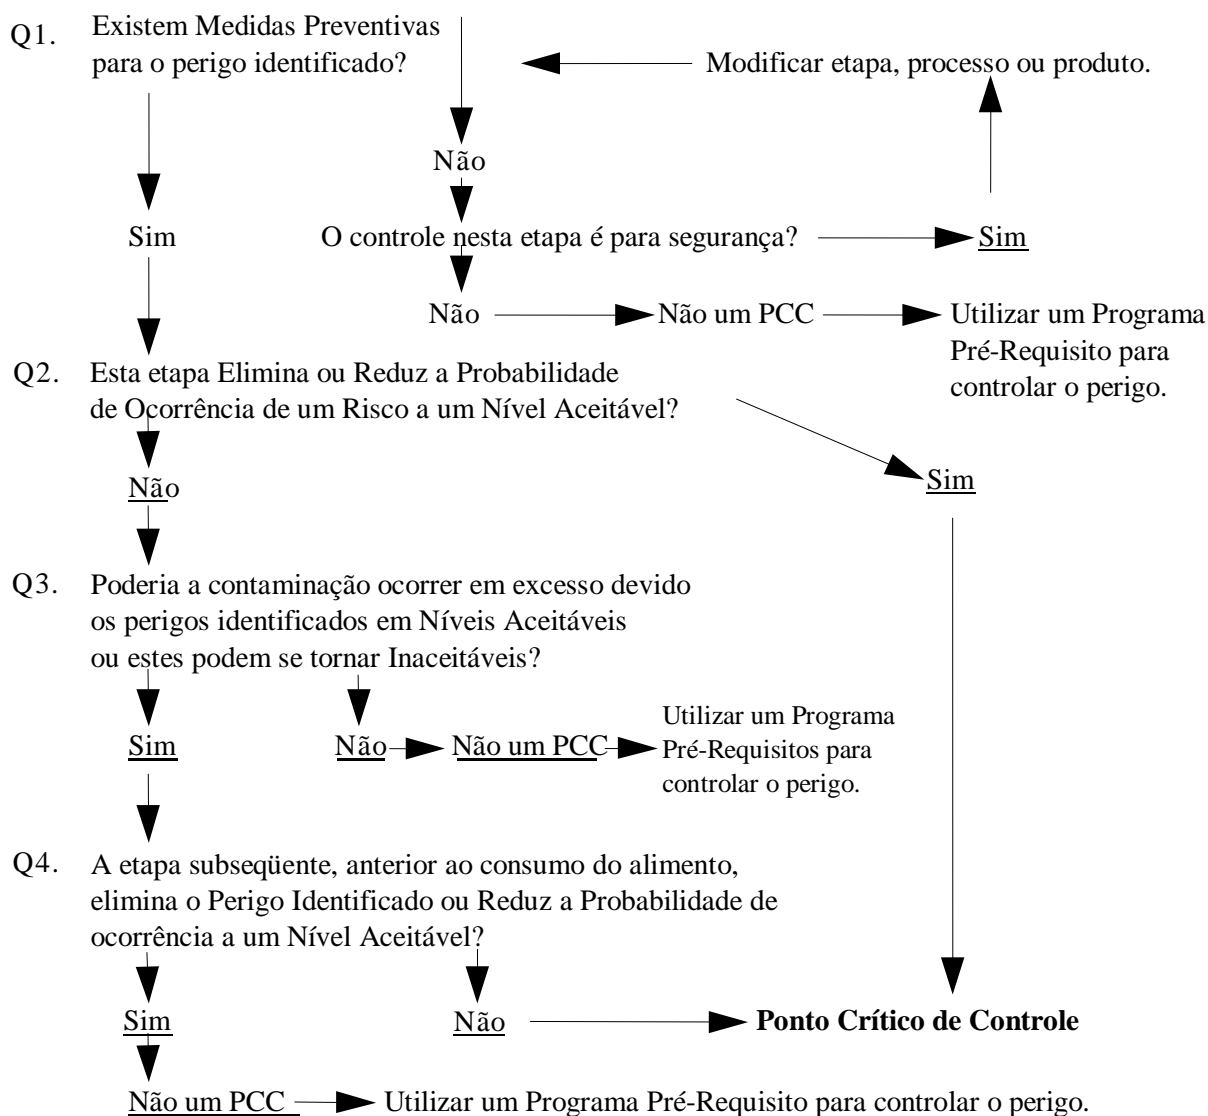 Q1. Existem Medidas Preventivas
para o perigo identificado?
Modificar etapa, processo ou produto.
Não
Sim
O controle nesta etapa é para segurança?
Sim
Não
Não um PCC
Utilizar um Programa
Pré-Requisito para
controlar o perigo.
Q2. Esta etapa Elimina ou Reduz a Probabilidade
de Ocorrência de um Risco a um Nível Aceitável?
Não
Sim
Q3. Poderia a contaminação ocorrer em excesso devido
os perigos identificados em Níveis Aceitáveis
ou estes podem se tornar Inaceitáveis?
Sim
Não
Não um PCC
Utilizar um Programa
Pré-Requisitos para
controlar o perigo.
Q4. A etapa subseqüente, anterior ao consumo do alimento,
elimina o Perigo Identificado ou Reduz a Probabilidade de
ocorrência a um Nível Aceitável?
Sim
Não
Ponto Crítico de Controle
Não um PCC
Utilizar um Programa Pré-Requisito para controlar o perigo.